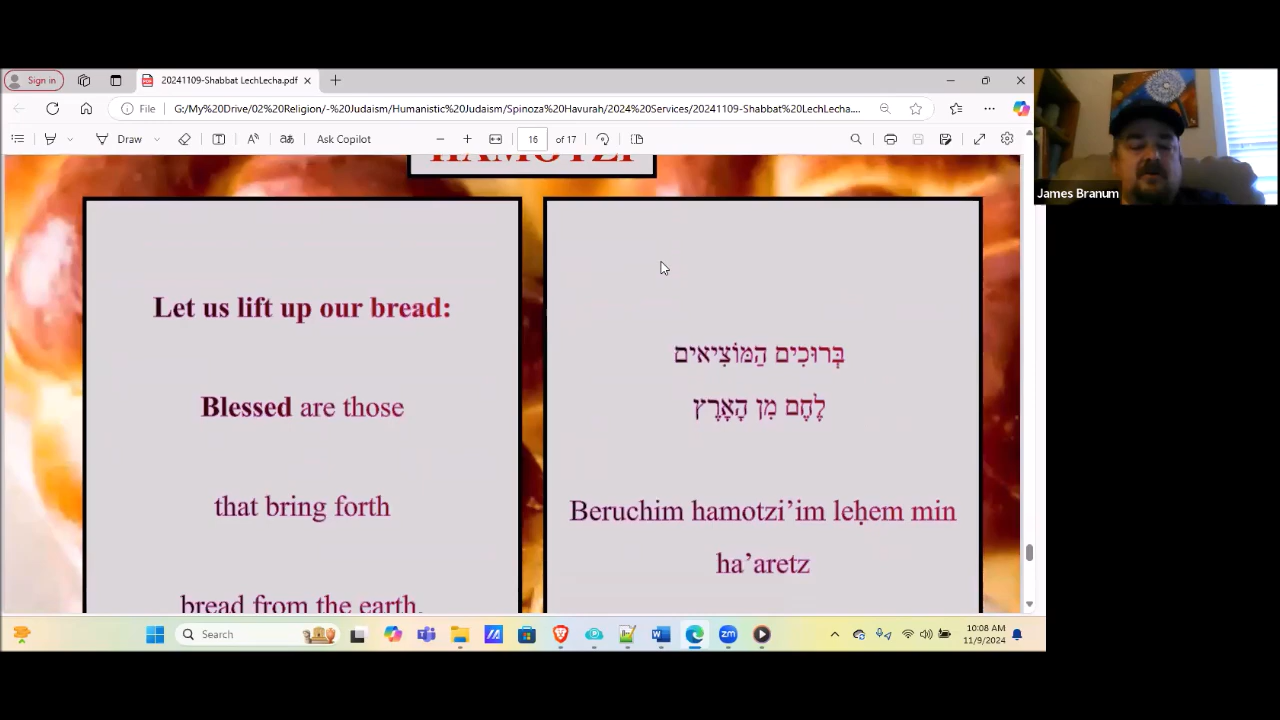 Sign in
20241109-Shabbat LechLecha.pdf
File
G:/My%20Drive/02%20Religion/-%20Judaism/Humanistic%20Judaism/Spinoza%20Havurah/2024%20Services/20241109-Shabbat%20LechLecha....
Draw
Ask Copilot
of 17
HAMOTZI
Let us lift up our bread:
Blessed are those
that bring forth
bread from the earth.
בְּרוּכִים הַמּוֹצִיאִים
לֶחֶם מִן הָאָרֶץ
Beruchim hamotzi’im leḥem min
ha’aretz
James Branum
Search
10:08 AM
11/9/2024